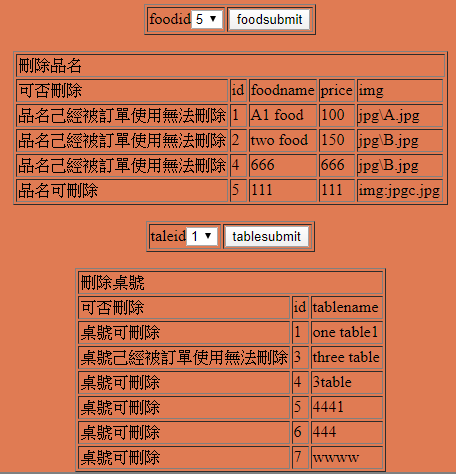 foodid 5 foodsubmit
刪除品名
可否刪除 id foodname price img
品名己經被訂單使用無法刪除 1 A1 food 100 jpg\A.jpg
品名己經被訂單使用無法刪除 2 two food 150 jpg\B.jpg
品名己經被訂單使用無法刪除 4 666 666 jpg\B.jpg
品名可刪除 5 111 111 img:jpgc.jpg
taleid 1 tablesubmit
刪除桌號
可否刪除 id tablename
桌號可刪除 1 one table1
桌號己經被訂單使用無法刪除 3 three table
桌號可刪除 4 3table
桌號可刪除 5 4441
桌號可刪除 6 444
桌號可刪除 7 wwww